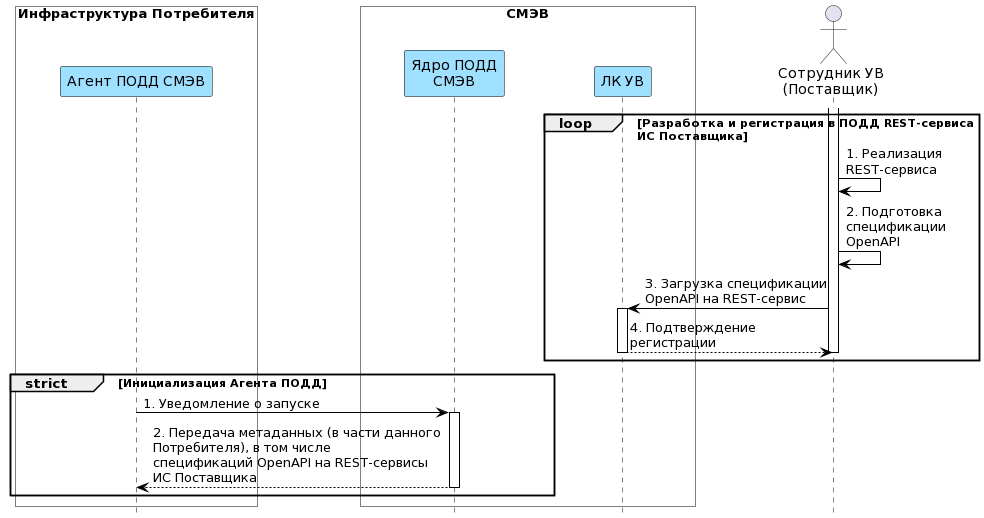 Инфраструктура Потребителя
СМЭВ
Агент ПОДД СМЭВ
Ядро ПОДД
СМЭВ
ЛК УВ
Сотрудник УВ
(Поставщик)
loop
[Разработка и регистрация в ПОДД REST-сервиса
ИС Поставщика]
1. Реализация
REST-сервиса
2. Подготовка
спецификации
OpenAPI
3. Загрузка спецификации
OpenAPI на REST-сервис
4. Подтверждение
регистрации
strict
[Инициализация Агента ПОДД]
1. Уведомление о запуске
2. Передача метаданных (в части данного
Потребителя), в том числе
спецификаций OpenAPI на REST-сервисы
ИС Поставщика